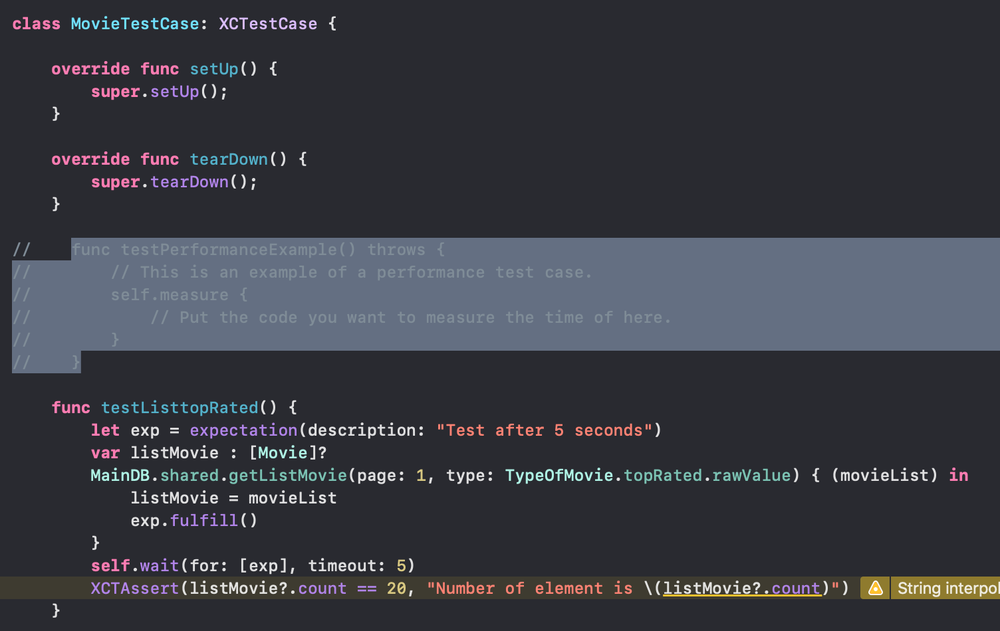 class MovieTestCase: XCTestCase {
override func setUp() {
super.setUp();
}
override func tearDown() {
super.tearDown();
}
//    func testPerformanceExample() throws {
//        // This is an example of a performance test case.
//        self.measure {
//            // Put the code you want to measure the time of here.
//        }
//    }
func testListtopRated() {
let exp = expectation(description: "Test after 5 seconds")
var listMovie : [Movie]?
MainDB.shared.getListMovie(page: 1, type: TypeOfMovie.topRated.rawValue) { (movieList) in
listMovie = movieList
exp.fulfill()
}
self.wait(for: [exp], timeout: 5)
XCTAssert(listMovie?.count == 20, "Number of element is \(listMovie?.count)") String interpol
}